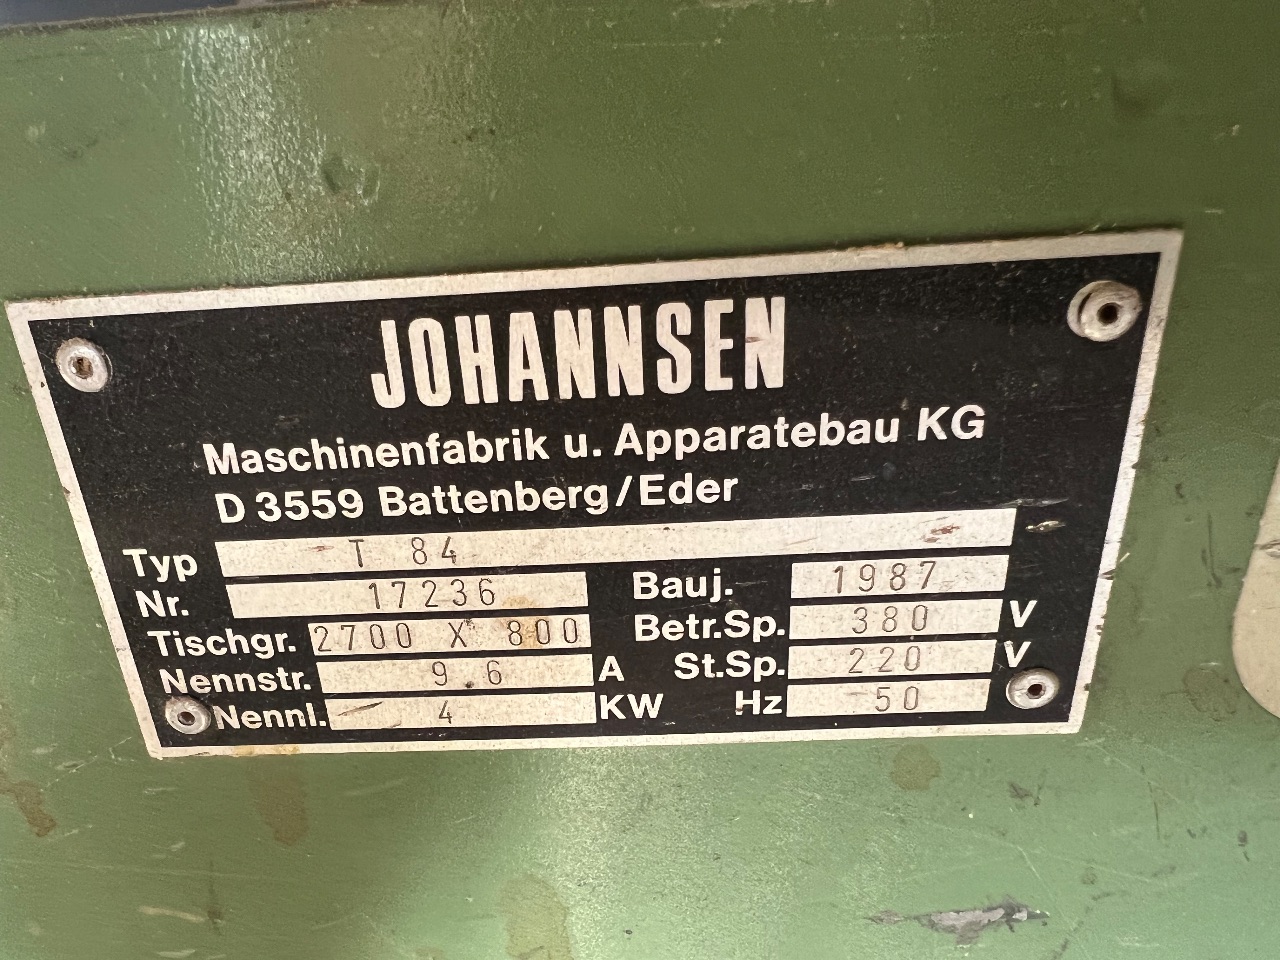 JOHANNSEN
Maschinenfabrik u. Apparatebau KG
D 3559 Battenberg/Eder
Typ T 84
Nr. 17236 Bauj. 1987
Tischgr. 2700 X 800 Betr.Sp. 380 V
Nennstr. 9.6 A St.Sp. 220 V
Nennl. 4 KW Hz 50